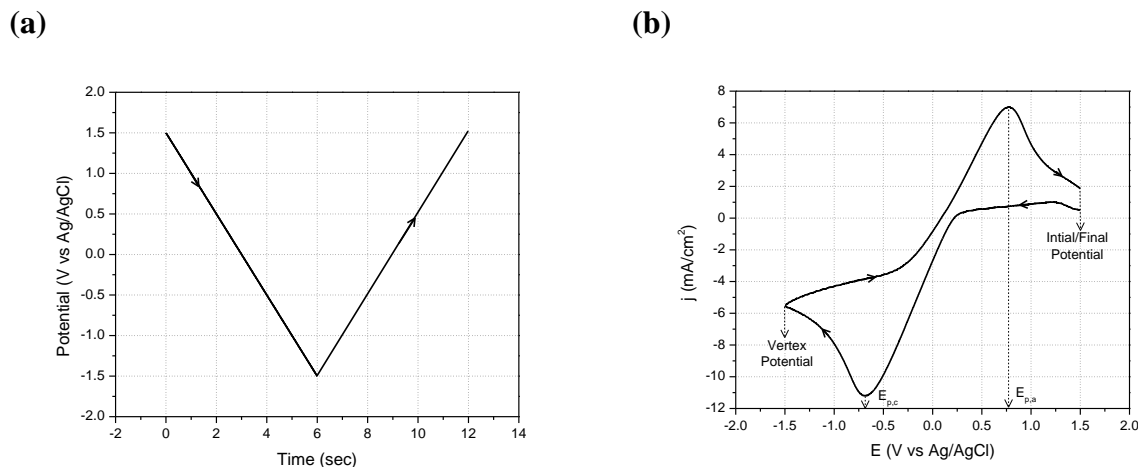 (a)
(b)
2.0
1.5
1.0
0.5
0.0
-0.5
-1.0
-1.5
-2.0
Potential (V vs Ag/AgCl)
-2 0 2 4 6 8 10 12 14
Time (sec)
8
6
4
2
0
-2
-4
-6
-8
-10
-12
j (mA/cm²)
Intial/Final
Potential
Vertex
Potential
Ep,c
Ep,a
-2.0 -1.5 -1.0 -0.5 0.0 0.5 1.0 1.5 2.0
E (V vs Ag/AgCl)